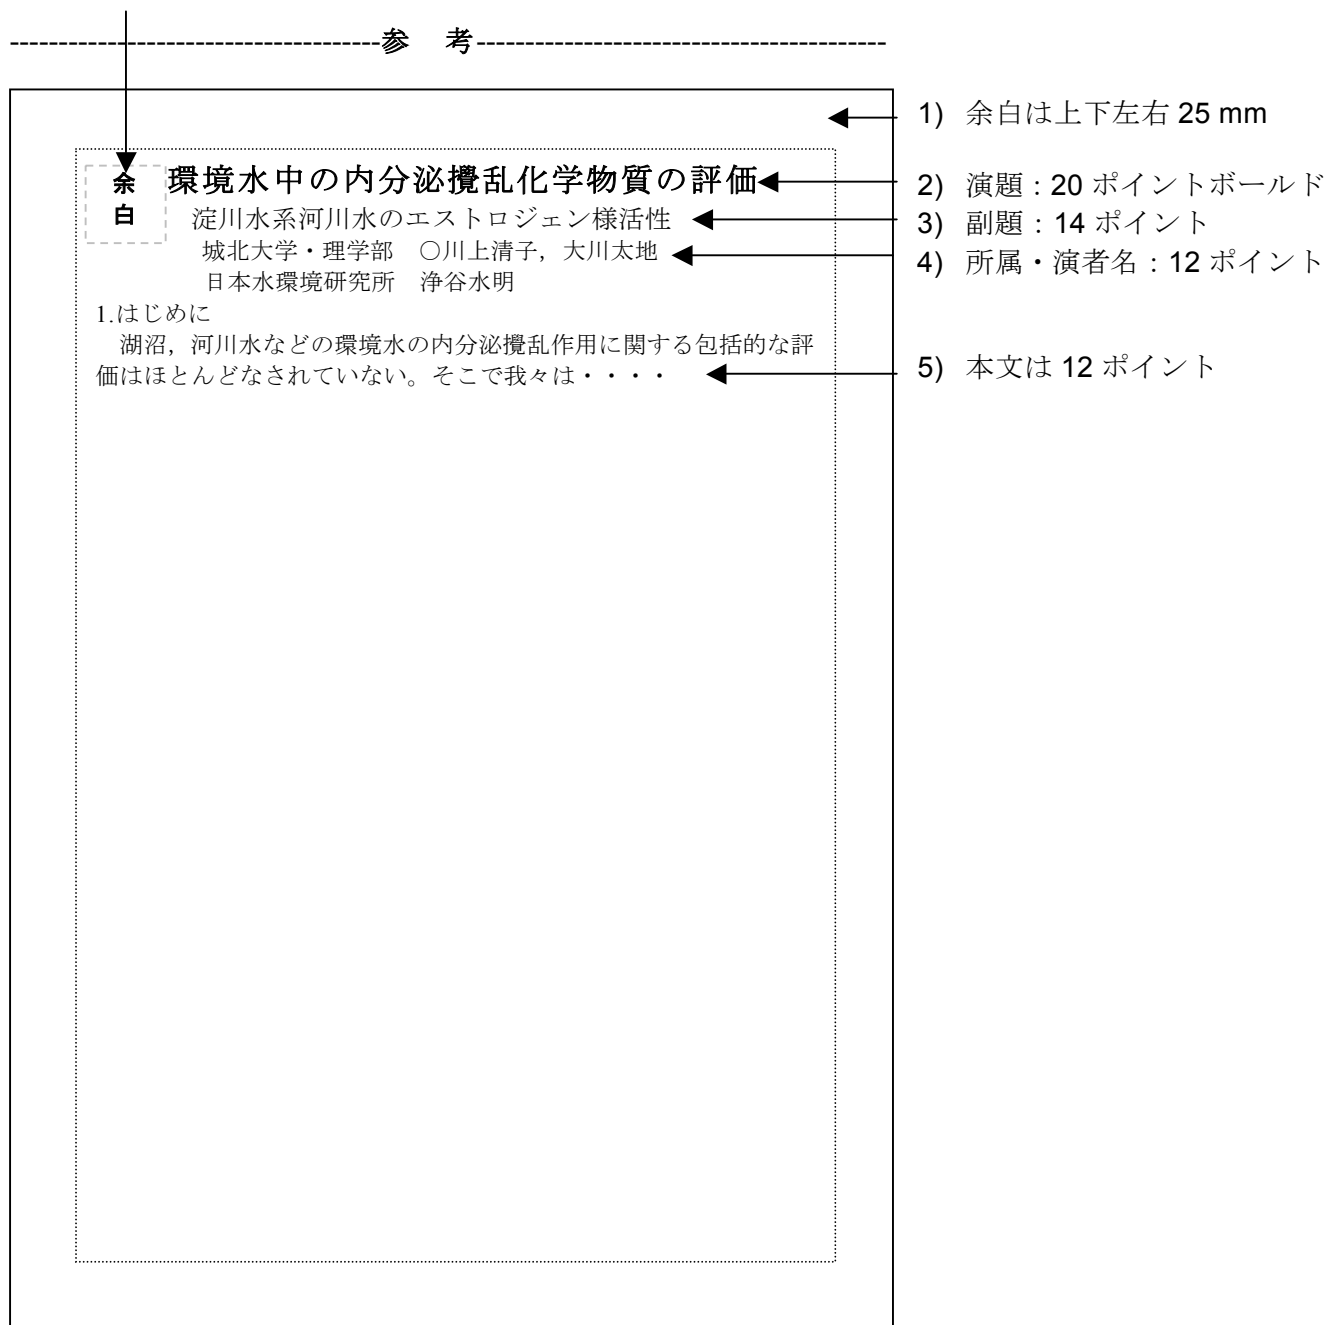 参 考
1) 余白は上下左右 25 mm
余
白
環境水中の内分泌攪乱化学物質の評価
2) 演題：20 ポイントボールド
淀川水系河川水のエストロジェン様活性
3) 副題：14 ポイント
城北大学・理学部　○川上清子，大川太地
4) 所属・演者名：12 ポイント
日本水環境研究所　浄谷水明
1.はじめに
湖沼，河川水などの環境水の内分泌攪乱作用に関する包括的な評
価はほとんどなされていない。そこで我々は・・・・
5) 本文は 12 ポイント